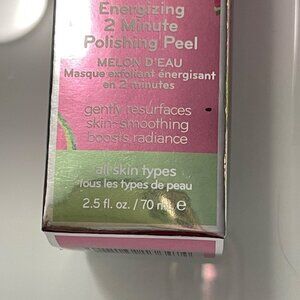 Energizing
2 Minute
Polishing Peel
MELON D'EAU
Masque exfoliant énergisant
en 2 minutes
gently resurfaces
skin-smoothing
boosts radiance
all skin types
Tous les types de peau
2.5 fl. oz. / 70 mL ℮